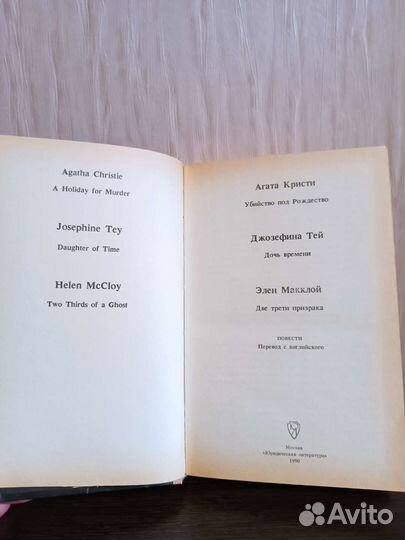 Agatha Christie
A Holiday for Murder
Josephine Tey
Daughter of Time
Helen McCloy
Two Thirds of a Ghost
Агата Кристи
Убийство под Рождество
Джозефина Тей
Дочь времени
Элен Макклой
Две трети призрака
ПОВЕСТИ
Перевод с английского
Москва
«Юридическая литература»
1990
Avito